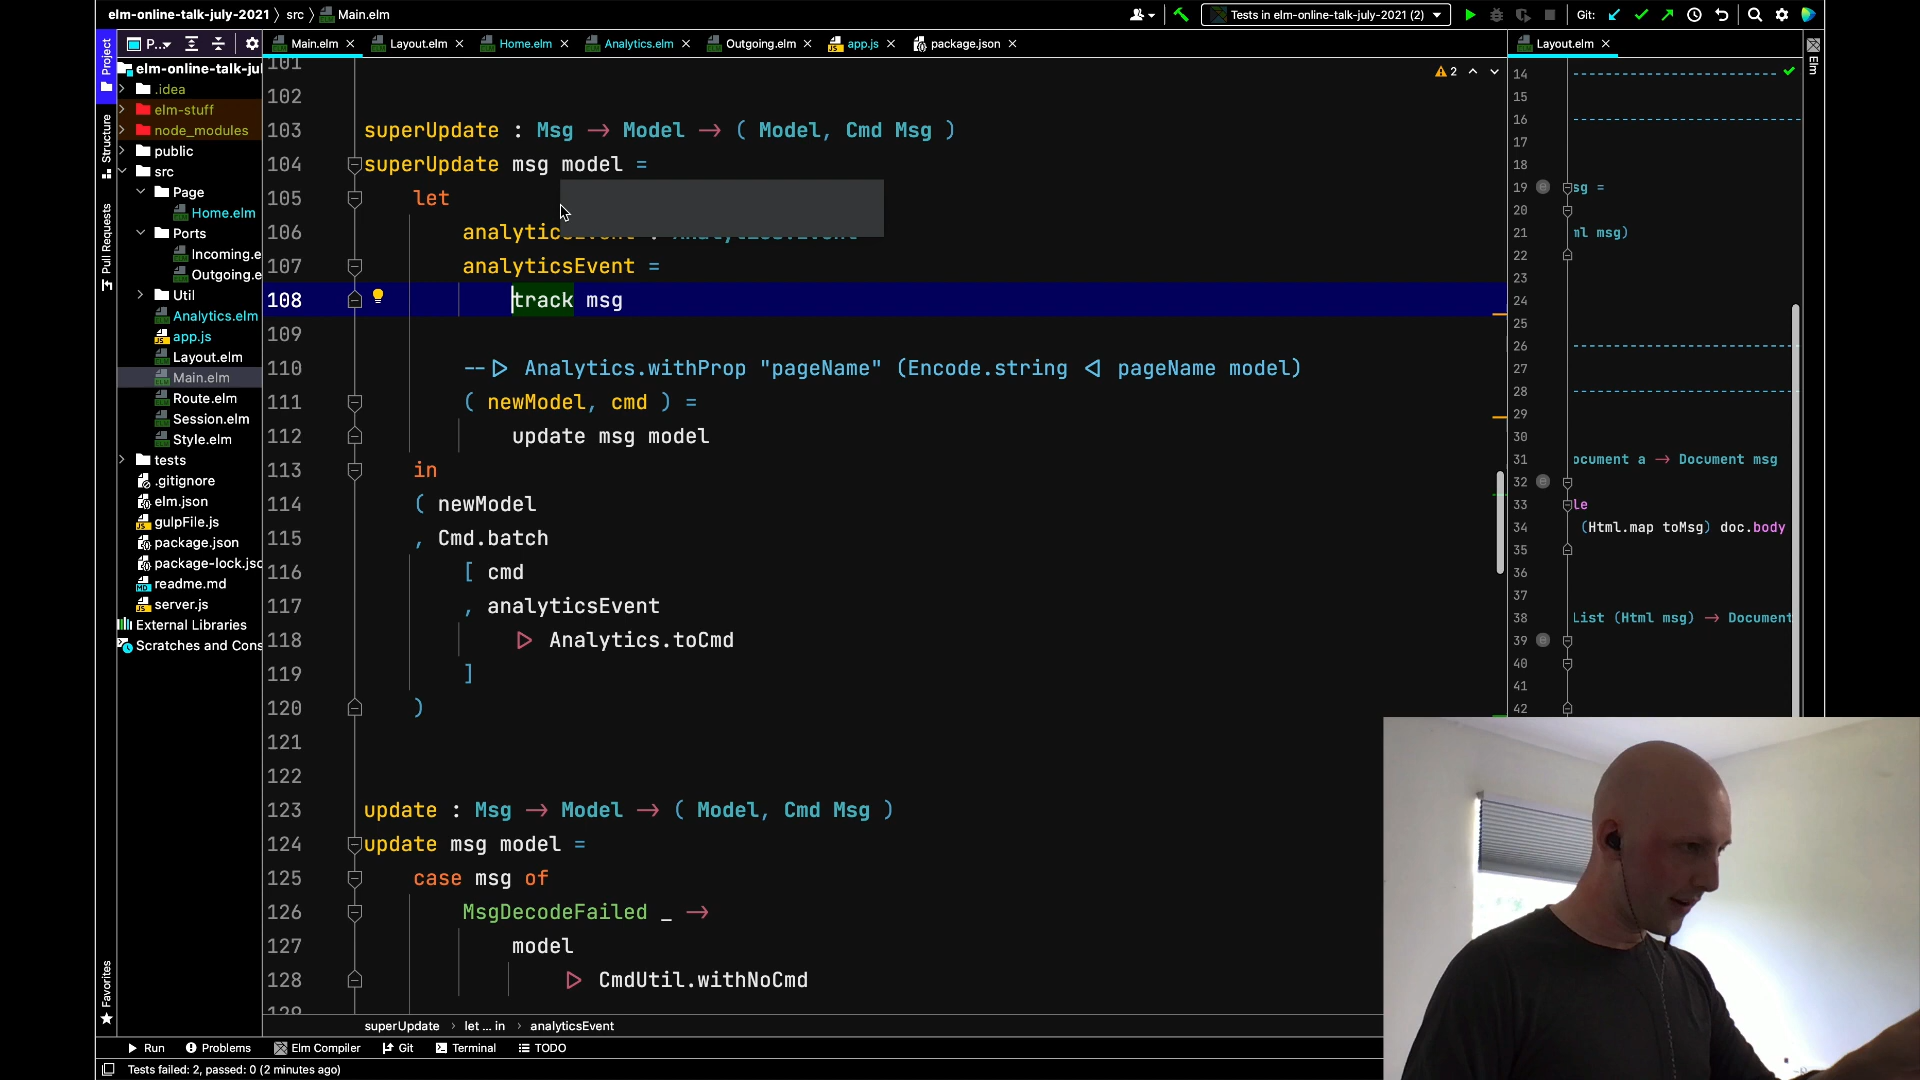 elm-online-talk-july-2021 〉 src 〉 Main.elm
Tests in elm-online-talk-july-2021 (2)
Git:
Project
P...
Main.elm
Layout.elm
Home.elm
Analytics.elm
Outgoing.elm
app.js
package.json
Layout.elm
Elm
Structure
Pull Requests
Favorites
elm-online-talk-jul
.idea
elm-stuff
node_modules
public
src
Page
Home.elm
Ports
Incoming.e
Outgoing.e
Util
Analytics.elm
app.js
Layout.elm
Main.elm
Route.elm
Session.elm
Style.elm
tests
.gitignore
elm.json
gulpFile.js
package.json
package-lock.jsc
readme.md
server.js
External Libraries
Scratches and Cons
2
101
102
103 superUpdate : Msg → Model → ( Model, Cmd Msg )
104 superUpdate msg model =
105 let
106
107 analyticsEvent =
108 track msg
109
110 --▷ Analytics.withProp "pageName" (Encode.string ◁ pageName model)
111 ( newModel, cmd ) =
112 update msg model
113 in
114 ( newModel
115 , Cmd.batch
116 [ cmd
117 , analyticsEvent
118 ▷ Analytics.toCmd
119 ]
120 )
121
122
123 update : Msg → Model → ( Model, Cmd Msg )
124 update msg model =
125 case msg of
126 MsgDecodeFailed _ →
127 model
128 ▷ CmdUtil.withNoCmd
129
14
15
16
17
18
19 sg =
20
21 ml msg)
22
23
24
25
26
27
28
29
30
31 ocument a → Document msg
32
33 le
34 (Html.map toMsg) doc.body
35
36
37
38 List (Html msg) → Document
39
40
41
42
superUpdate › let ... in › analyticsEvent
Run
Problems
Elm Compiler
Git
Terminal
TODO
Tests failed: 2, passed: 0 (2 minutes ago)